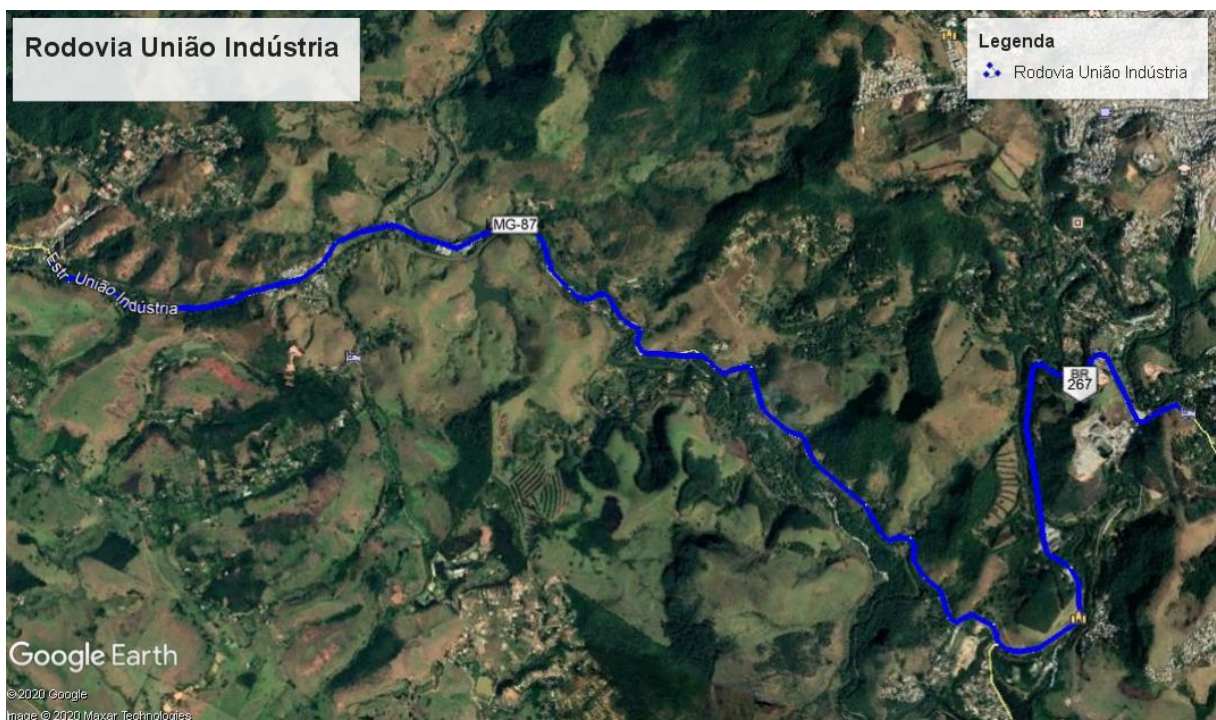 Rodovia União Indústria
Legenda
Rodovia União Indústria
MG-87
Estr. União Indústria
BR
267
Google Earth
© 2020 Google
Image © 2020 Maxar Technologies